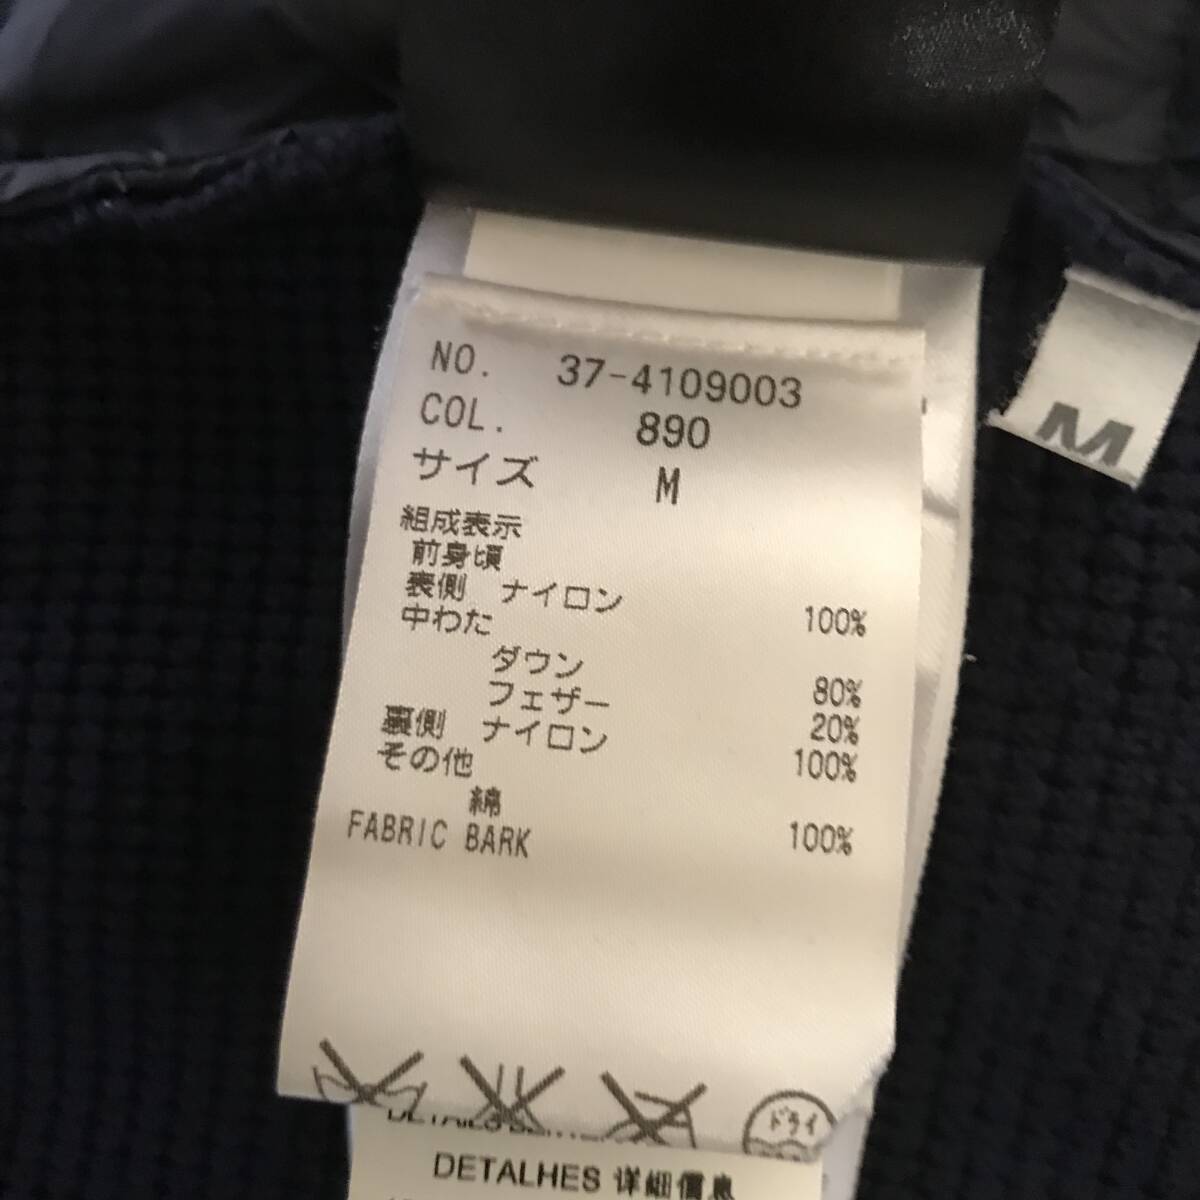 NO. 37-4109003
COL. 890
サイズ M
組成表示
前身頃
表側 ナイロン 100%
中わた
ダウン 80%
フェザー 20%
裏側 ナイロン 100%
その他
綿 100%
FABRIC BARK
ドライ
DETALHES 详细信息
M